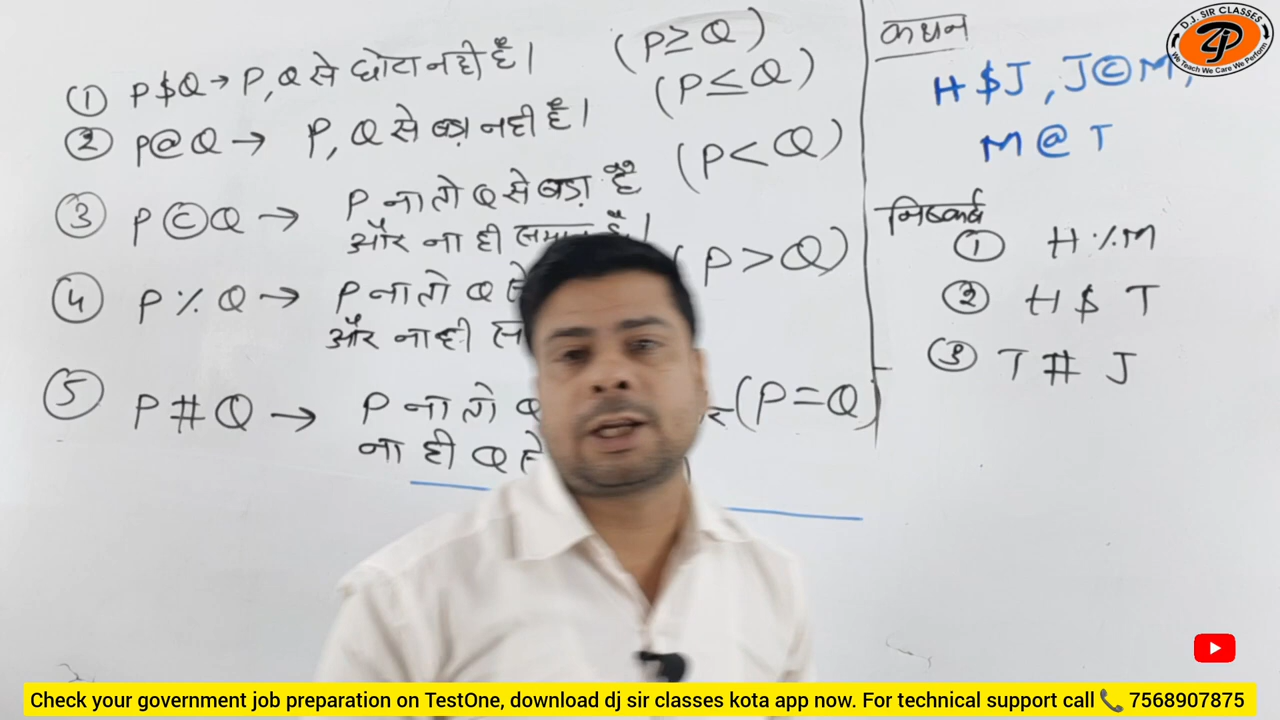 ① P$Q → P, Q से छोटा नही है। (P≥Q)
② P@Q → P, Q से बड़ा नही है। (P≤Q)
③ P©Q → P ना तो Q से बड़ा है (P<Q)
और ना ही समान है।
④ P%Q → P ना तो Q (P>Q)
और ना ही
⑤ P#Q → P ना तो Q (P=Q)
ना ही Q से
कथन
H$J, J©M,
M@T
निष्कर्ष
① H%M
② H$T
③ T#J
D.J. SIR CLASSES
We Teach We Care We Perform
Check your government job preparation on TestOne, download dj sir classes kota app now. For technical support call 📞 7568907875